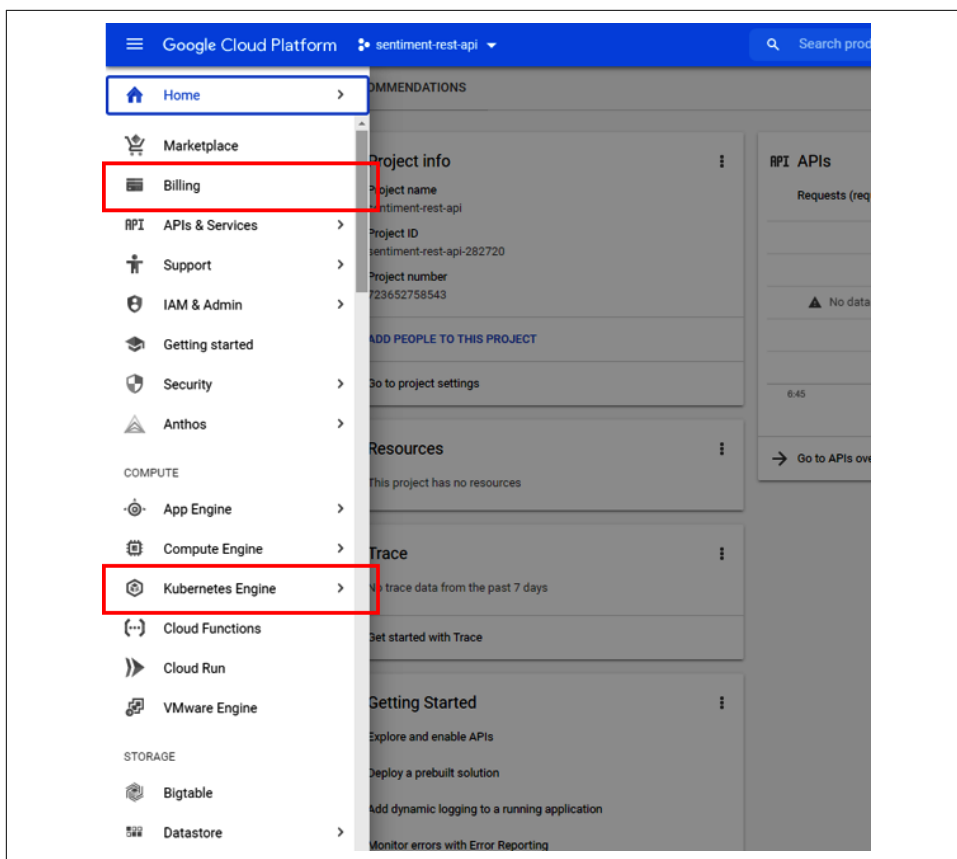 Google Cloud Platform sentiment-rest-api Search prod
Home
OMMENDATIONS
Marketplace
Billing
API APIs & Services
Support
IAM & Admin
Getting started
Security
Anthos
COMPUTE
App Engine
Compute Engine
Kubernetes Engine
Cloud Functions
Cloud Run
VMware Engine
STORAGE
Bigtable
Datastore
Project info
Project name
sentiment-rest-api
Project ID
sentiment-rest-api-282720
Project number
723652758543
ADD PEOPLE TO THIS PROJECT
Go to project settings
Resources
This project has no resources
Trace
No trace data from the past 7 days
Get started with Trace
Getting Started
Explore and enable APIs
Deploy a prebuilt solution
Add dynamic logging to a running application
Monitor errors with Error Reporting
API APIs
Requests (req
No data
6:45
Go to APIs ove